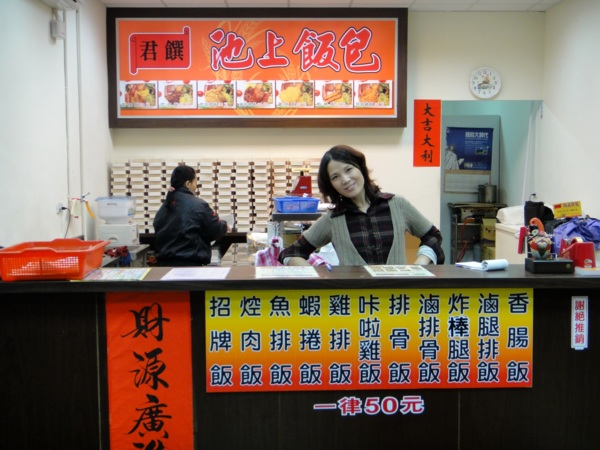 君饌
池上飯包
大吉大利
招牌飯
焢肉飯
魚排飯
蝦捲飯
雞排飯
咔啦雞飯
排骨飯
滷排骨飯
炸棒腿飯
滷腿排飯
香腸飯
一律50元
財源廣進
謝絕推銷